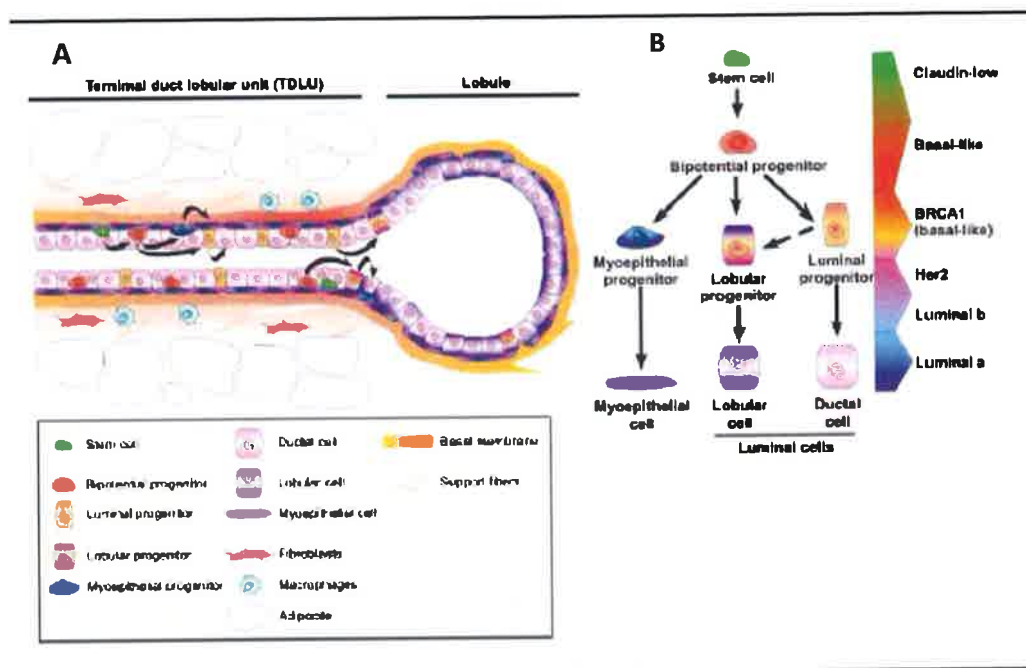 A
Terminal duct lobular unit (TDLU)
Lobule
Stem cell
Bipotential progenitor
Luminal progenitor
Lobular progenitor
Myoepithelial progenitor
Ductal cell
Lobular cell
Myoepithelial cell
Fibroblasts
Macrophages
Adipocyte
Basal membrane
Support fibers
B
Stem cell
Bipotential progenitor
Myoepithelial
progenitor
Lobular
progenitor
Luminal
progenitor
Myoepithelial
cell
Lobular
cell
Ductal
cell
Luminal cells
Claudin-low
Basal-like
BRCA1
(basal-like)
Her2
Luminal b
Luminal a